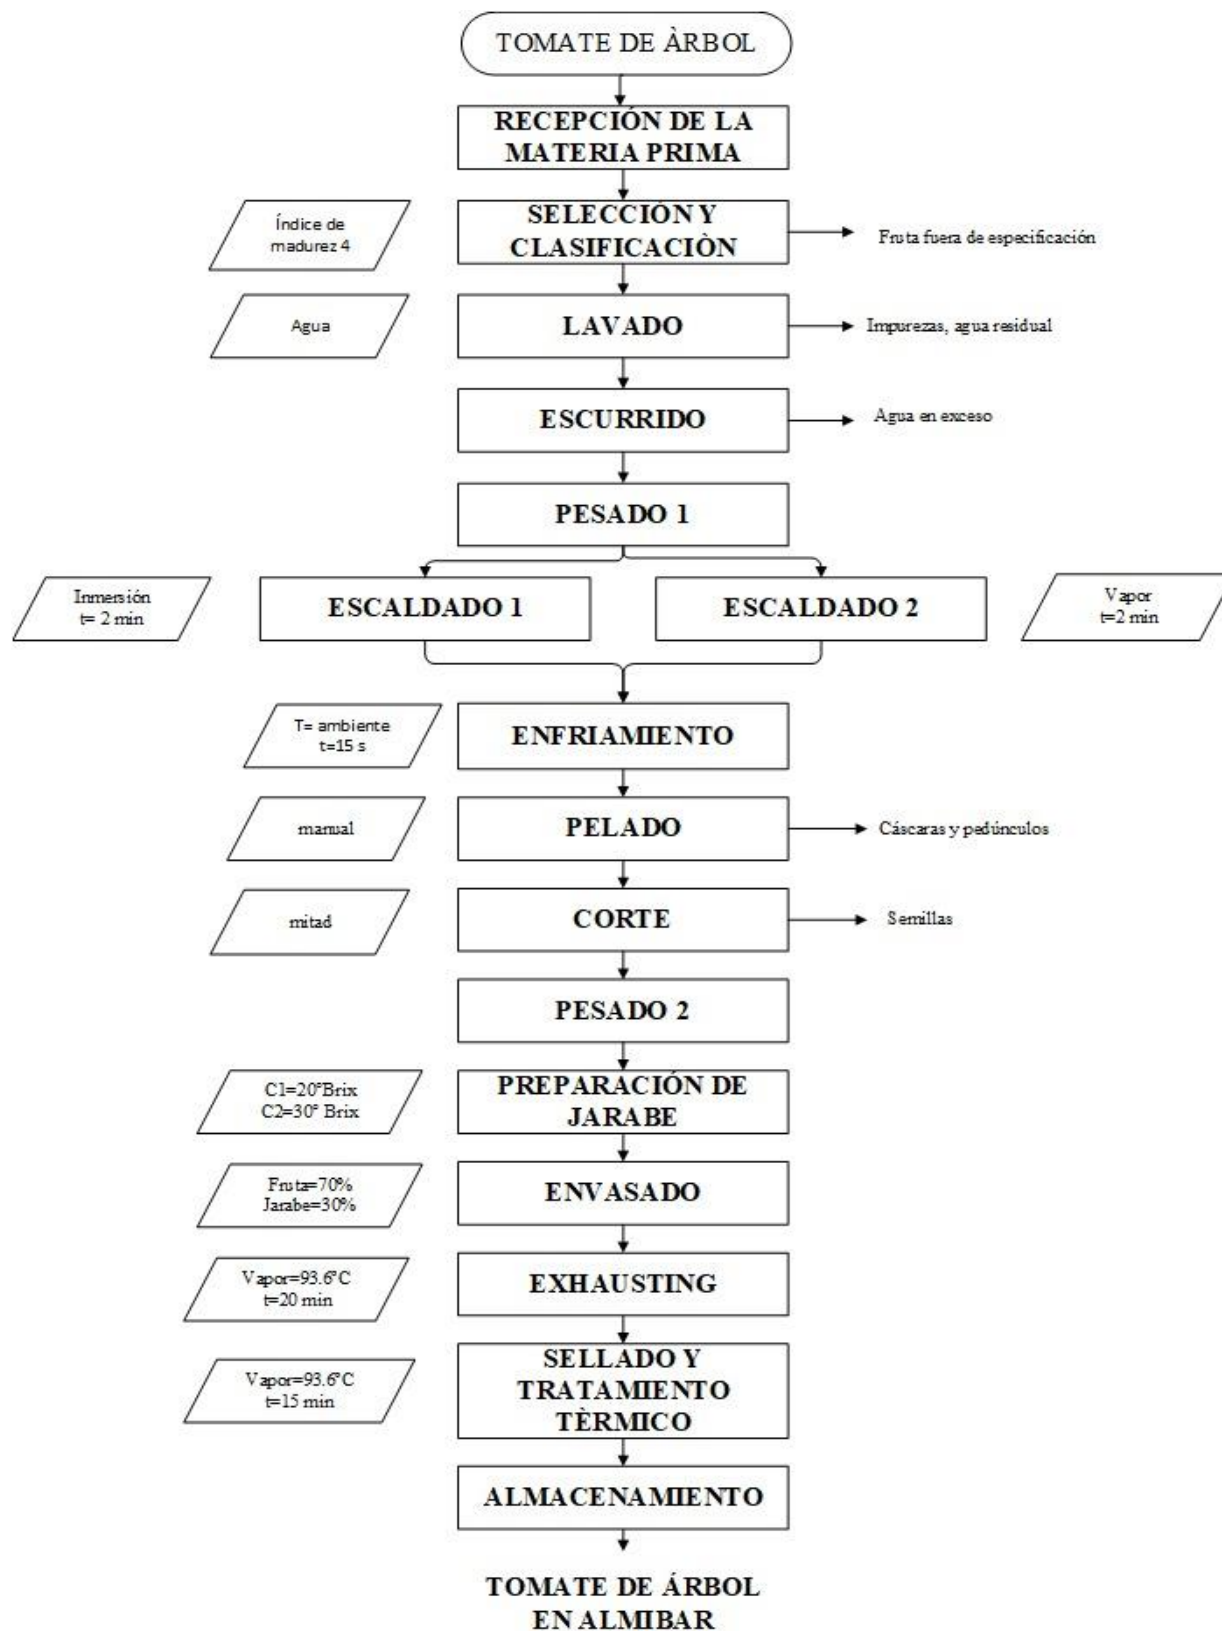 TOMATE DE ÀRBOL
RECEPCIÓN DE LA
MATERIA PRIMA
Índice de
madurez 4
SELECCIÓN Y
CLASIFICACIÒN
Fruta fuera de especificación
Agua
LAVADO
Impurezas, agua residual
ESCURRIDO
Agua en exceso
PESADO 1
Inmersión
t= 2 min
ESCALDADO 1
ESCALDADO 2
Vapor
t=2 min
T= ambiente
t=15 s
ENFRIAMIENTO
manual
PELADO
Cáscaras y pedúnculos
mitad
CORTE
Semillas
PESADO 2
C1=20°Brix
C2=30° Brix
PREPARACIÓN DE
JARABE
Fruta=70%
Jarabe=30%
ENVASADO
Vapor=93.6°C
t=20 min
EXHAUSTING
Vapor=93.6°C
t=15 min
SELLADO Y
TRATAMIENTO
TÈRMICO
ALMACENAMIENTO
TOMATE DE ÁRBOL
EN ALMIBAR